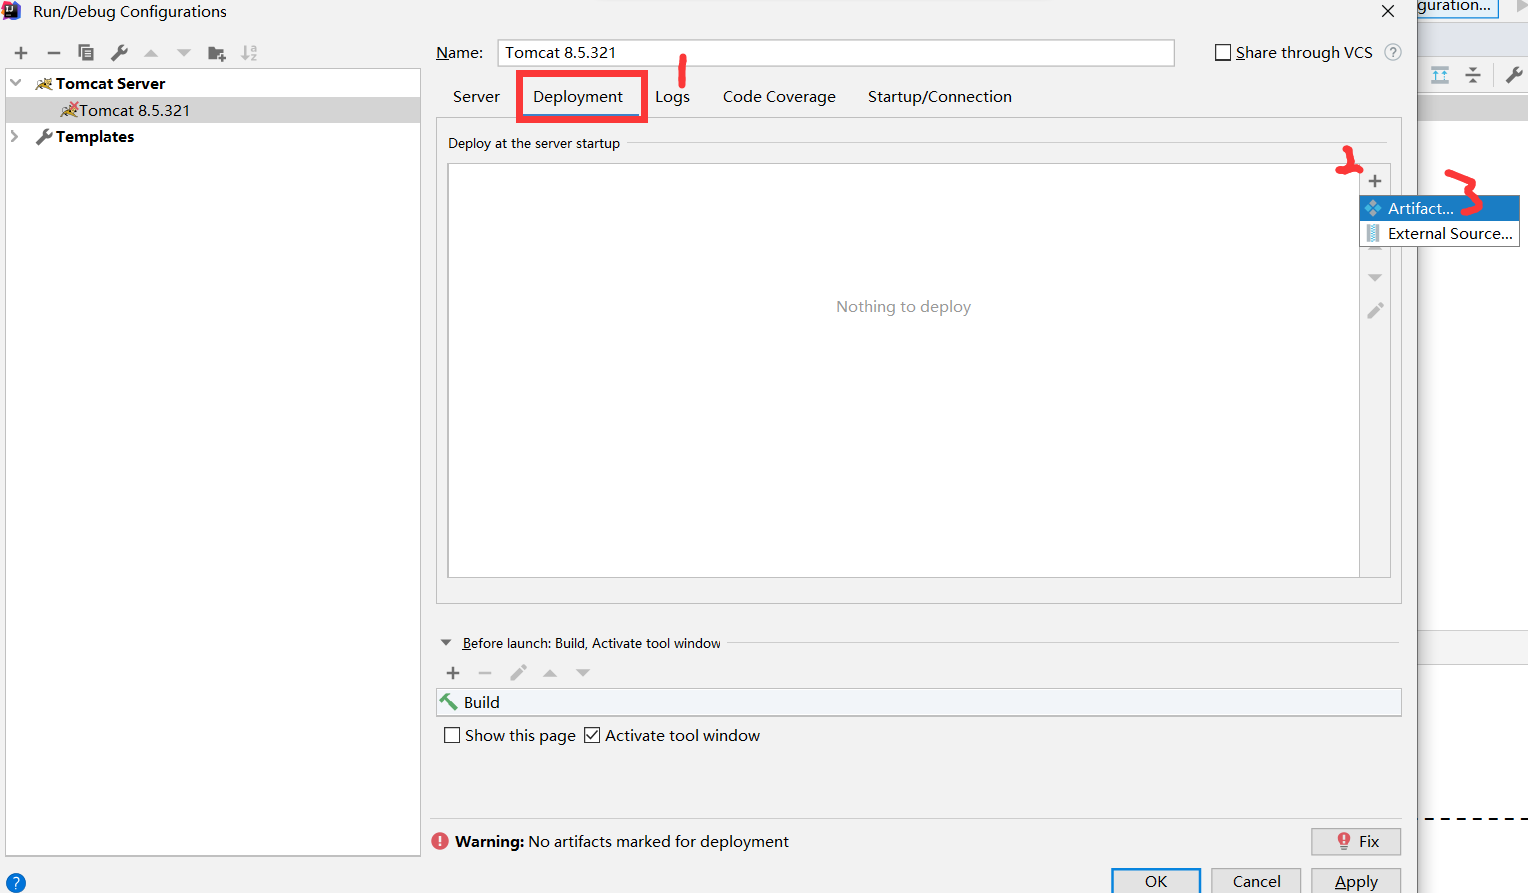 Run/Debug Configurations
guration...
Name: Tomcat 8.5.321
Share through VCS ?
Tomcat Server
Tomcat 8.5.321
Templates
1
Server Deployment Logs Code Coverage Startup/Connection
Deploy at the server startup
3
Artifact...
External Source...
Nothing to deploy
Before launch: Build, Activate tool window
Build
Show this page Activate tool window
Warning: No artifacts marked for deployment
Fix
?
OK Cancel Apply